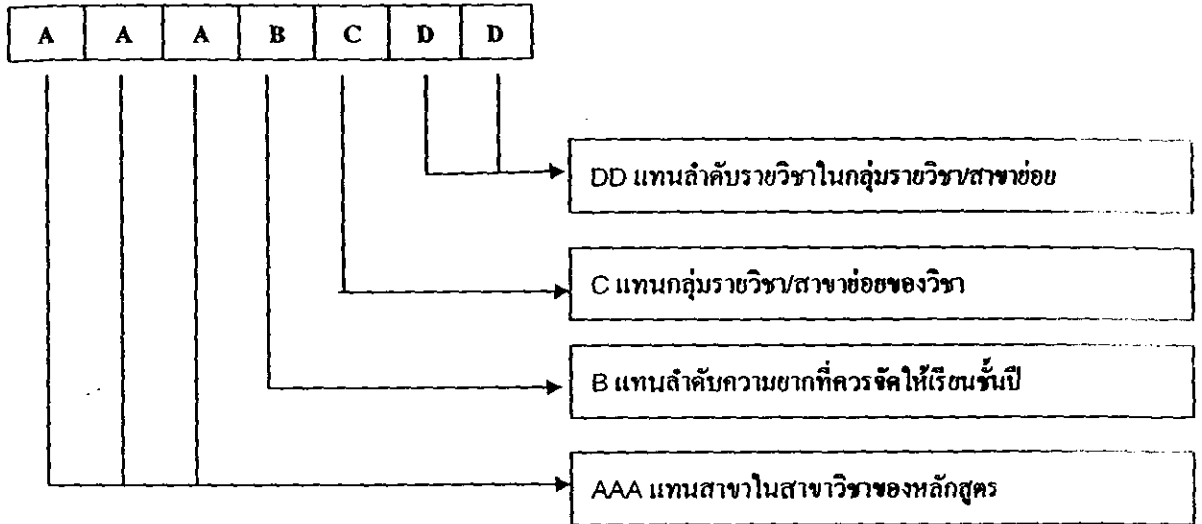 A A A B C D D
DD แทนลำดับรายวิชาในกลุ่มรายวิชา/สาขาย่อย
C แทนกลุ่มรายวิชา/สาขาย่อยของวิชา
B แทนลำดับความยากที่ควรจัดให้เรียนชั้นปี
AAA แทนสาขาในสาขาวิชาของหลักสูตร